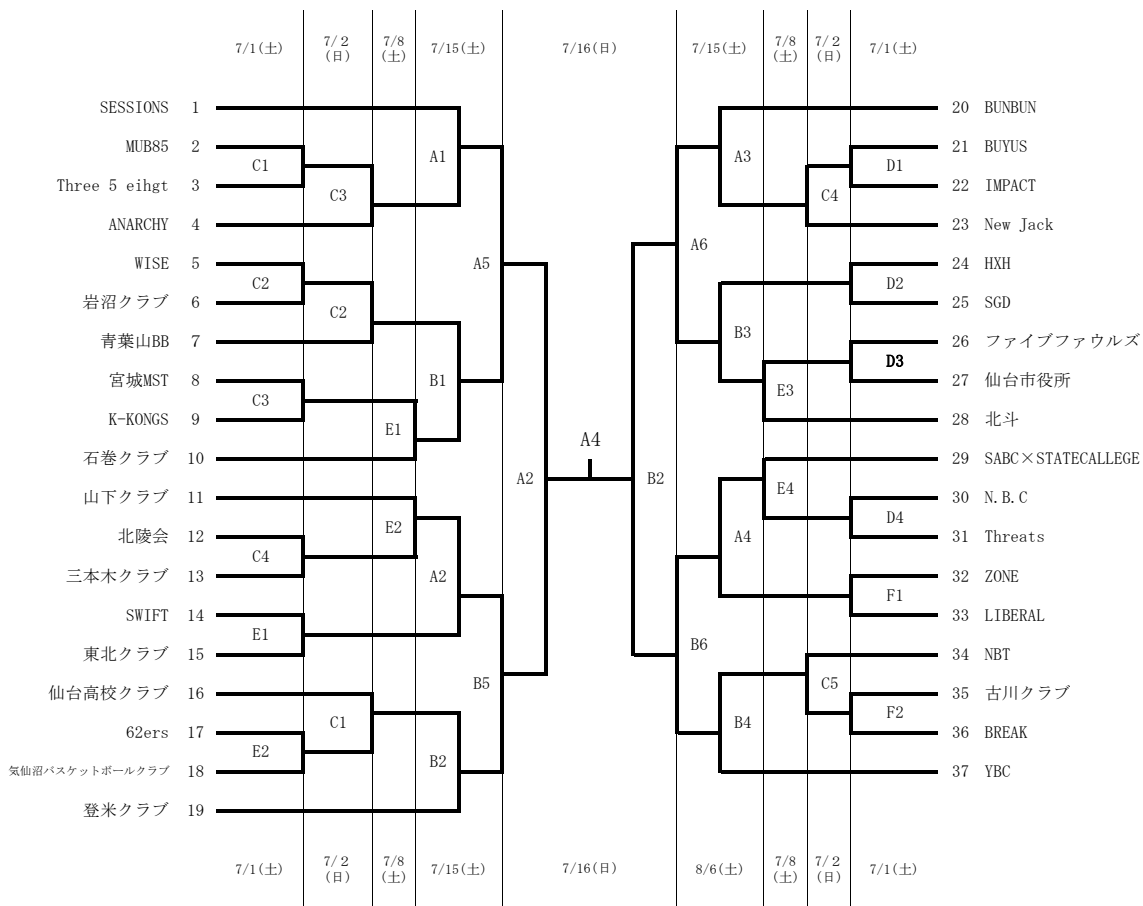 7/1(土) 7/2(日) 7/8(土) 7/15(土) 7/16(日) 7/15(土) 7/8(土) 7/2(日) 7/1(土)
SESSIONS 1
MUB85 2
Three 5 eihgt 3
ANARCHY 4
WISE 5
岩沼クラブ 6
青葉山BB 7
宮城MST 8
K-KONGS 9
石巻クラブ 10
山下クラブ 11
北陵会 12
三本木クラブ 13
SWIFT 14
東北クラブ 15
仙台高校クラブ 16
62ers 17
気仙沼バスケットボールクラブ 18
登米クラブ 19
C1
C2
C3
C4
E1
E2
C3
C2
C1
E1
E2
A1
B1
A2
B2
A5
B5
A2
A4
B2
A6
B6
A3
B3
A4
B4
E3
E4
C4
C5
D1
D2
D3
D4
F1
F2
20 BUNBUN
21 BUYUS
22 IMPACT
23 New Jack
24 HXH
25 SGD
26 ファイブファウルズ
27 仙台市役所
28 北斗
29 SABC×STATECALLEGE
30 N.B.C
31 Threats
32 ZONE
33 LIBERAL
34 NBT
35 古川クラブ
36 BREAK
37 YBC
7/1(土) 7/2(日) 7/8(土) 7/15(土) 7/16(日) 8/6(土) 7/8(土) 7/2(日) 7/1(土)